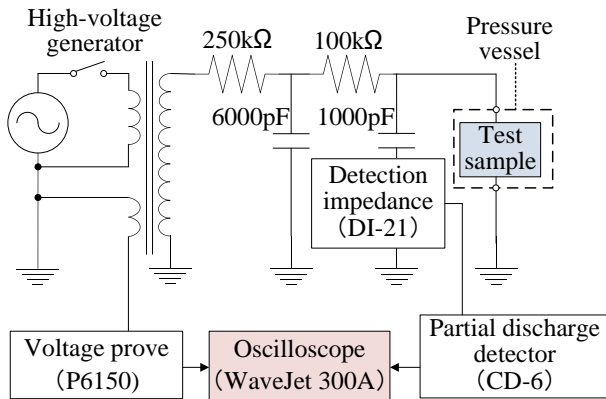 High-voltage
generator
250kΩ
100kΩ
Pressure
vessel
6000pF
1000pF
Test
sample
Detection
impedance
（DI-21）
Voltage prove
（P6150)
Oscilloscope
（WaveJet 300A）
Partial discharge
detector
（CD-6）